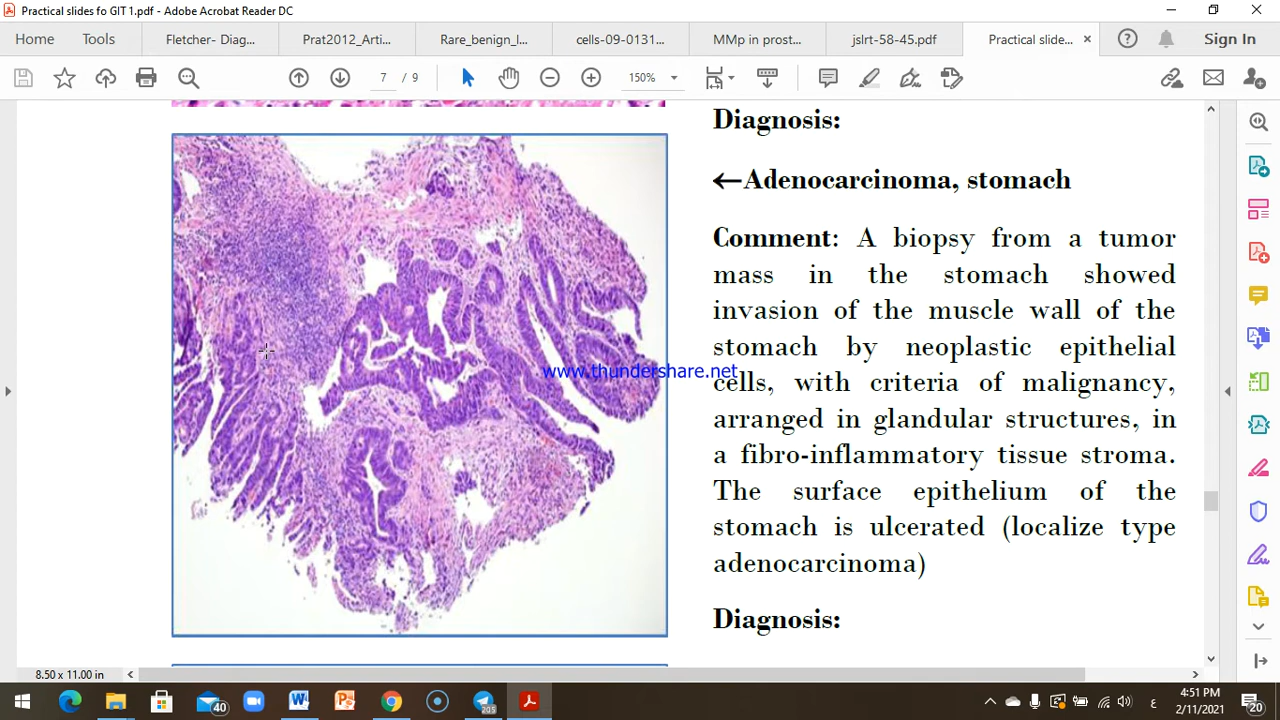 Practical slides fo GIT 1.pdf - Adobe Acrobat Reader DC
Home Tools Fletcher- Diag... Prat2012_Arti... Rare_benign_l... cells-09-0131... MMp in prost... jslrt-58-45.pdf Practical slide... × Sign In
7 / 9 150%
Diagnosis:
←Adenocarcinoma, stomach
Comment: A biopsy from a tumor
mass in the stomach showed
invasion of the muscle wall of the
stomach by neoplastic epithelial
www.thundershare.net
cells, with criteria of malignancy,
arranged in glandular structures, in
a fibro-inflammatory tissue stroma.
The surface epithelium of the
stomach is ulcerated (localize type
adenocarcinoma)
Diagnosis:
8.50 x 11.00 in
40 205 ع 4:51 PM
2/11/2021 20